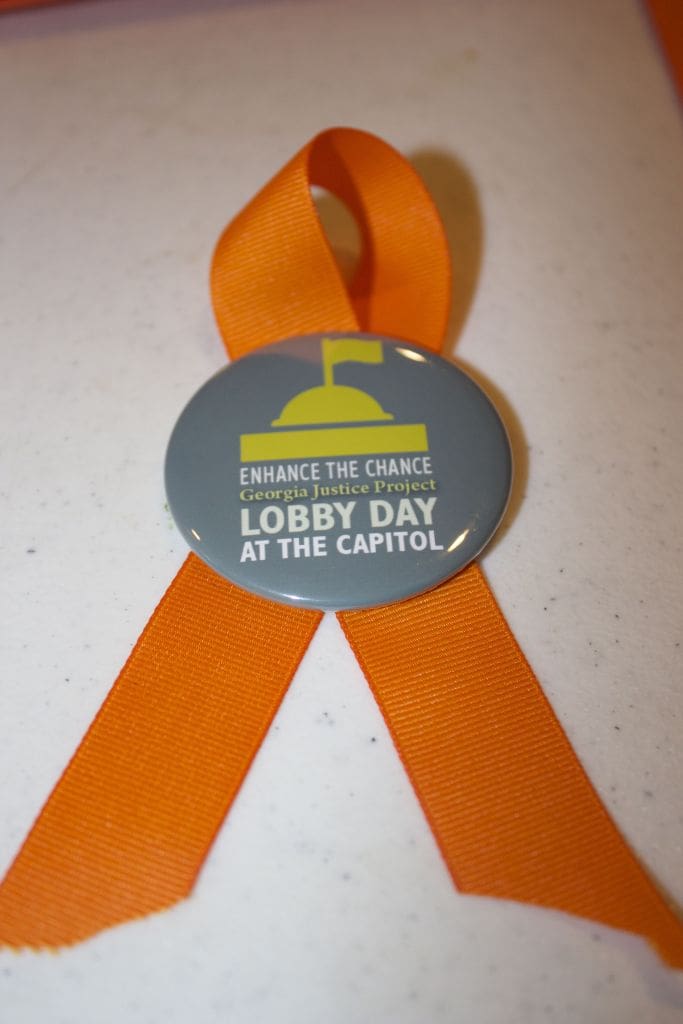 ENHANCE THE CHANCE
Georgia Justice Project
LOBBY DAY
AT THE CAPITOL